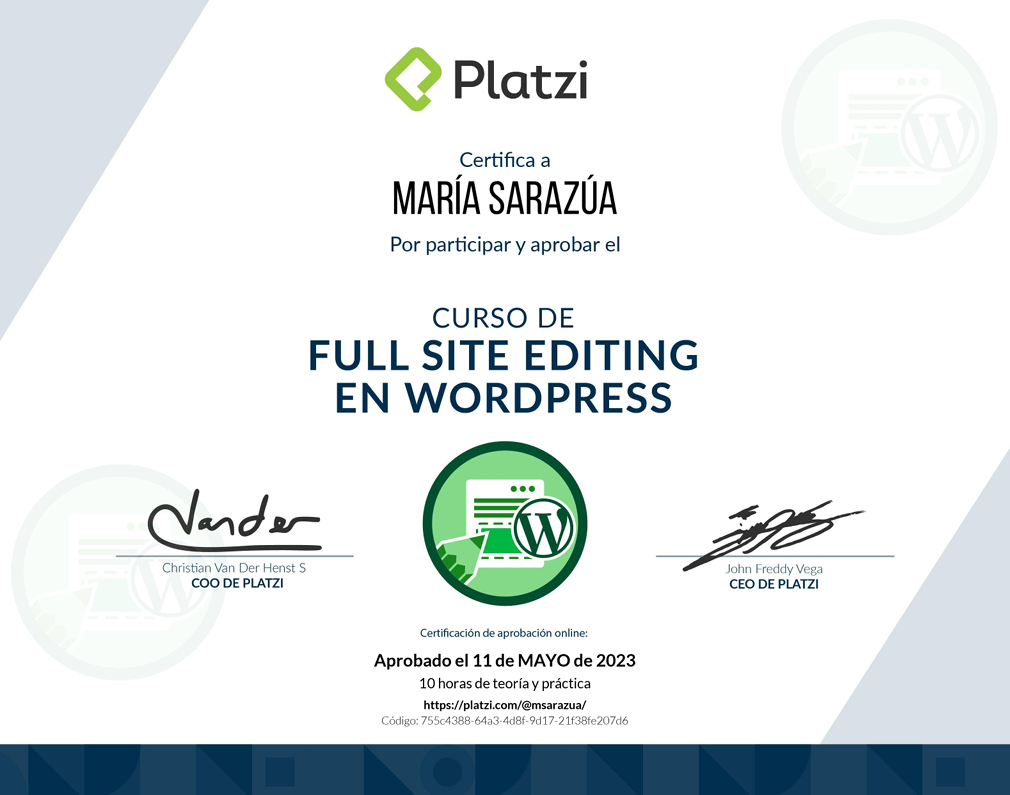 Platzi
Certifica a
MARÍA SARAZÚA
Por participar y aprobar el
CURSO DE
FULL SITE EDITING
EN WORDPRESS
Vander
Christian Van Der Henst S
COO DE PLATZI
John Freddy Vega
CEO DE PLATZI
Certificación de aprobación online:
Aprobado el 11 de MAYO de 2023
10 horas de teoría y práctica
https://platzi.com/@msarazua/
Código: 755c4388-64a3-4d8f-9d17-21f38fe207d6